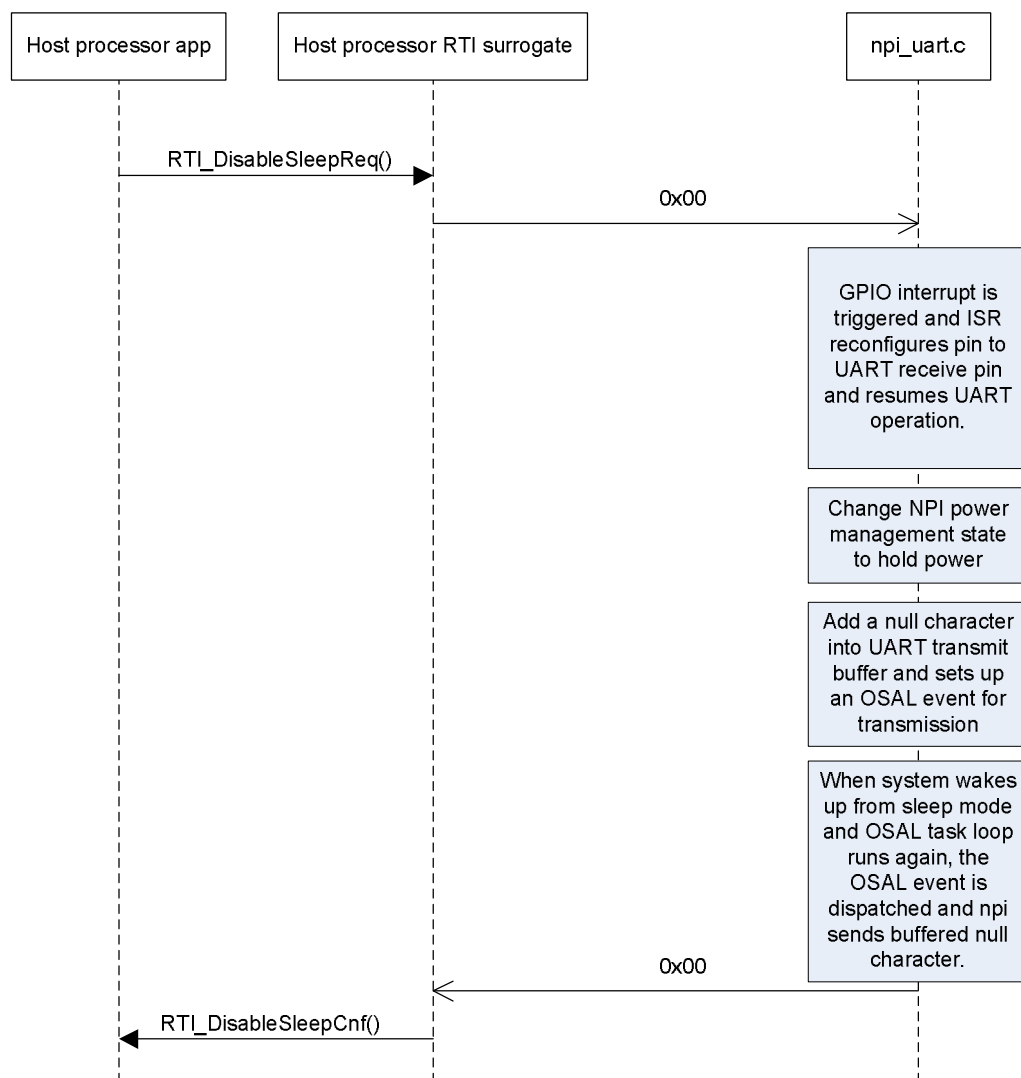 Host processor app
Host processor RTI surrogate
npi_uart.c
RTI_DisableSleepReq()
0x00
GPIO interrupt is
triggered and ISR
reconfigures pin to
UART receive pin
and resumes UART
operation.
Change NPI power
management state
to hold power
Add a null character
into UART transmit
buffer and sets up
an OSAL event for
transmission
When system wakes
up from sleep mode
and OSAL task loop
runs again, the
OSAL event is
dispatched and npi
sends buffered null
character.
0x00
RTI_DisableSleepCnf()